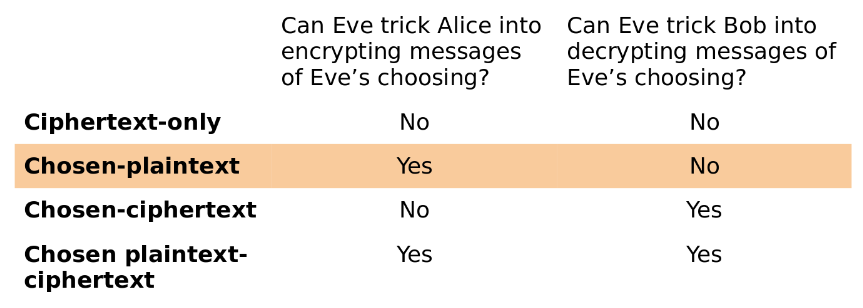 Can Eve trick Alice into
encrypting messages
of Eve’s choosing?
Can Eve trick Bob into
decrypting messages of
Eve’s choosing?
Ciphertext-only No No
Chosen-plaintext Yes No
Chosen-ciphertext No Yes
Chosen plaintext- Yes Yes
ciphertext